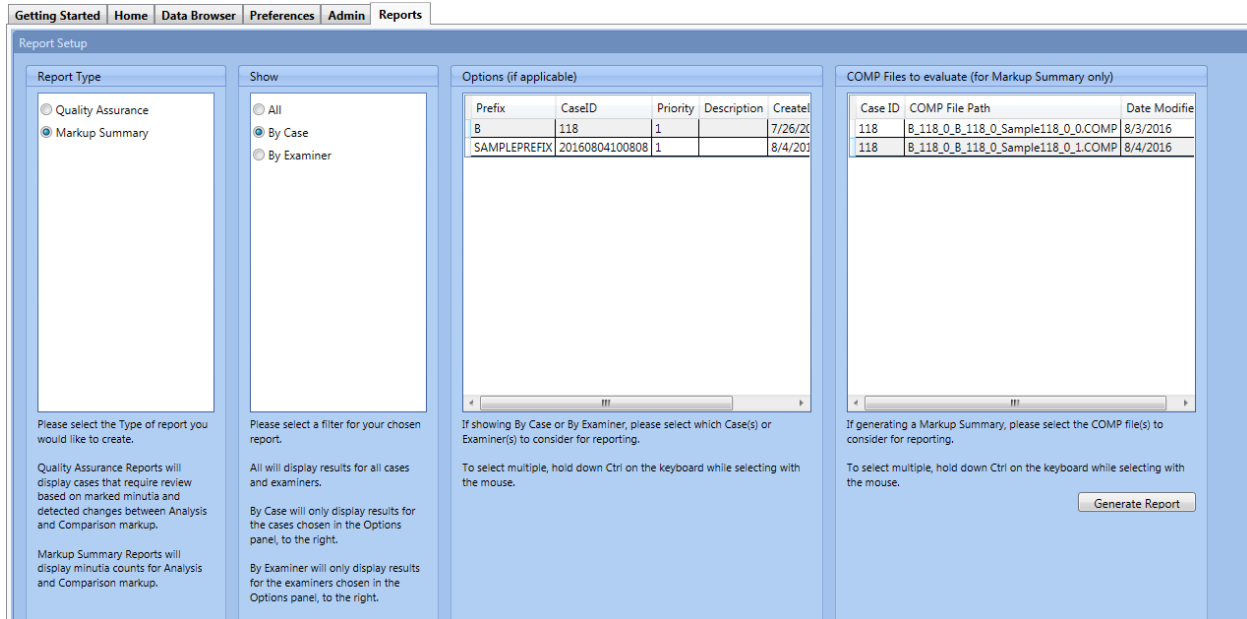 Getting Started Home Data Browser Preferences Admin Reports
Report Setup
Report Type
Quality Assurance
Markup Summary
Please select the Type of report you
would like to create.
Quality Assurance Reports will
display cases that require review
based on marked minutia and
detected changes between Analysis
and Comparison markup.
Markup Summary Reports will
display minutia counts for Analysis
and Comparison markup.
Show
All
By Case
By Examiner
Please select a filter for your chosen
report.
All will display results for all cases
and examiners.
By Case will only display results for
the cases chosen in the Options
panel, to the right.
By Examiner will only display results
for the examiners chosen in the
Options panel, to the right.
Options (if applicable)
Prefix CaseID Priority Description Createl
B 118 1 7/26/20
SAMPLEPREFIX 20160804100808 1 8/4/201
If showing By Case or By Examiner, please select which Case(s) or
Examiner(s) to consider for reporting.
To select multiple, hold down Ctrl on the keyboard while selecting with
the mouse.
COMP Files to evaluate (for Markup Summary only)
Case ID COMP File Path Date Modifie
118 B_118_0_B_118_0_Sample118_0_0.COMP 8/3/2016
118 B_118_0_B_118_0_Sample118_0_1.COMP 8/4/2016
If generating a Markup Summary, please select the COMP file(s) to
consider for reporting.
To select multiple, hold down Ctrl on the keyboard while selecting with
the mouse.
Generate Report